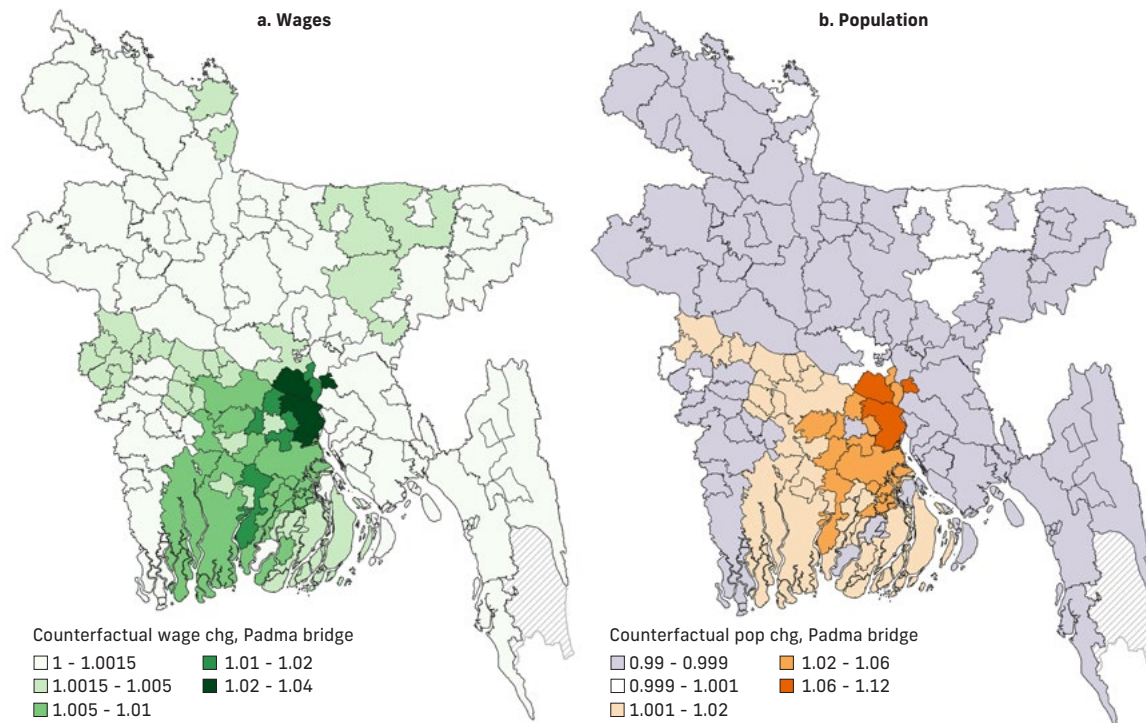 a. Wages
Counterfactual wage chg, Padma bridge
1 - 1.0015
1.0015 - 1.005
1.005 - 1.01
1.01 - 1.02
1.02 - 1.04
b. Population
Counterfactual pop chg, Padma bridge
0.99 - 0.999
0.999 - 1.001
1.001 - 1.02
1.02 - 1.06
1.06 - 1.12